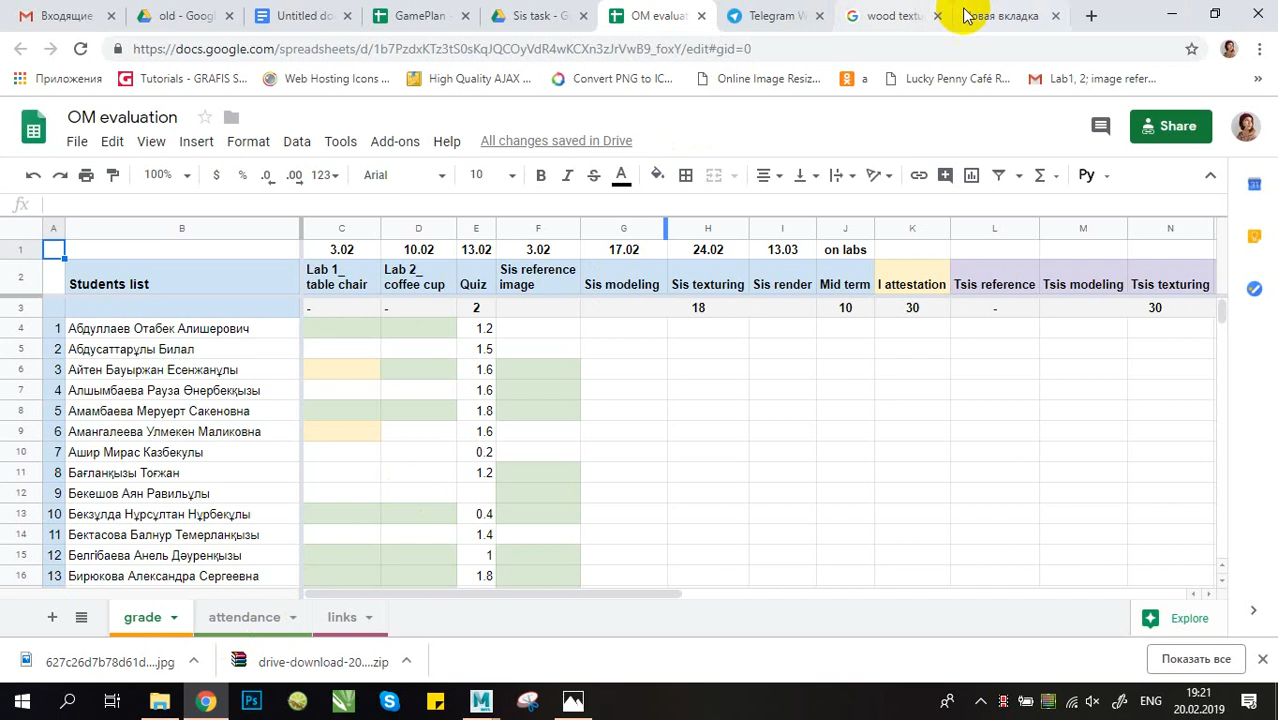 Входящие
old - Googl
Untitled do
GamePlan -
Sis task - G
OM evaluat
Telegram W
wood textu
овая вкладка
https://docs.google.com/spreadsheets/d/1b7PzdxKTz3tS0sKqJ0wns0CNmx3zJrVwB9_foxY/edit#gid=0
Приложения
Tutorials - GRAFIS S...
Web Hosting Icons...
High Quality AJAX ...
Convert PNG to IC...
Online Image Resiz...
a
Lucky Penny Café R...
Lab1, 2; image refer...
»
OM evaluation
Share
File Edit View Insert Format Data Tools Add-ons Help All changes saved in Drive
100% $ % .0 .00 123 Arial 10 B I S A Σ Py
fx
A B C D E F G H I J K L M N
1 3.02 10.02 13.02 3.02 17.02 24.02 13.03 on labs
2 Students list Lab 1_ table chair Lab 2_ coffee cup Quiz Sis reference image Sis modeling Sis texturing Sis render Mid term I attestation Tsis reference Tsis modeling Tsis texturing
3 - - 2 18 10 30 - 30
4 1 Абдуллаев Отабек Алишерович 1.2
5 2 Абдусаттарұлы Билал 1.5
6 3 Айтен Бауыржан Есенжанұлы 1.6
7 4 Алшымбаева Рауза Өнербекқызы 1.6
8 5 Амамбаева Меруерт Сакеновна 1.8
9 6 Амангалеева Улмекен Маликовна 1.6
10 7 Ашир Мирас Казбекулы 0.2
11 8 Бағланқызы Тоғжан 1.2
12 9 Бекешов Аян Равильұлы
13 10 Бекзұлда Нұрсұлтан Нұрбекұлы 0.4
14 11 Бектасова Балнур Темерланқызы 1.4
15 12 Белгібаева Анель Дәуренқызы 1
16 13 Бирюкова Александра Сергеевна 1.8
grade attendance links Explore
627c26d7b78d61d....jpg
drive-download-20....zip
Показать все
Ps
ENG
19:21
20.02.2019